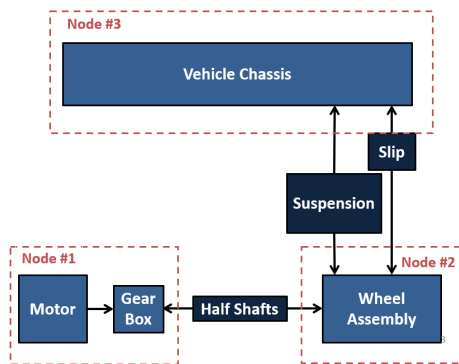 Node #3
Vehicle Chassis
Slip
Suspension
Node #1
Node #2
Motor
Gear
Box
Half Shafts
Wheel
Assembly